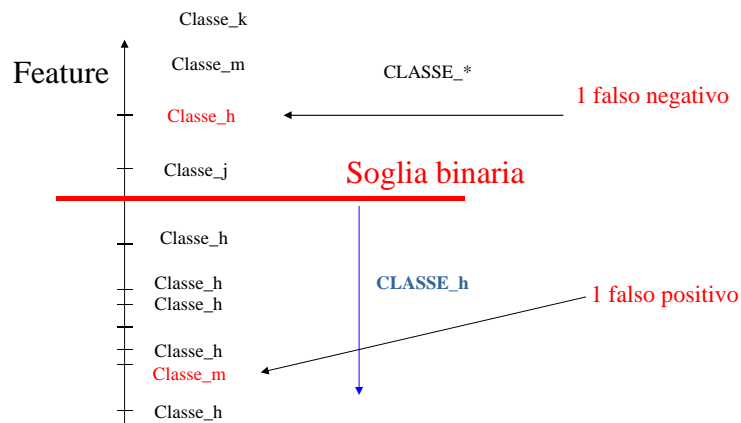 Classe_k
Feature
Classe_m
CLASSE_*
1 falso negativo
Classe_h
Classe_j
Soglia binaria
Classe_h
Classe_h
CLASSE_h
Classe_h
1 falso positivo
Classe_h
Classe_m
Classe_h